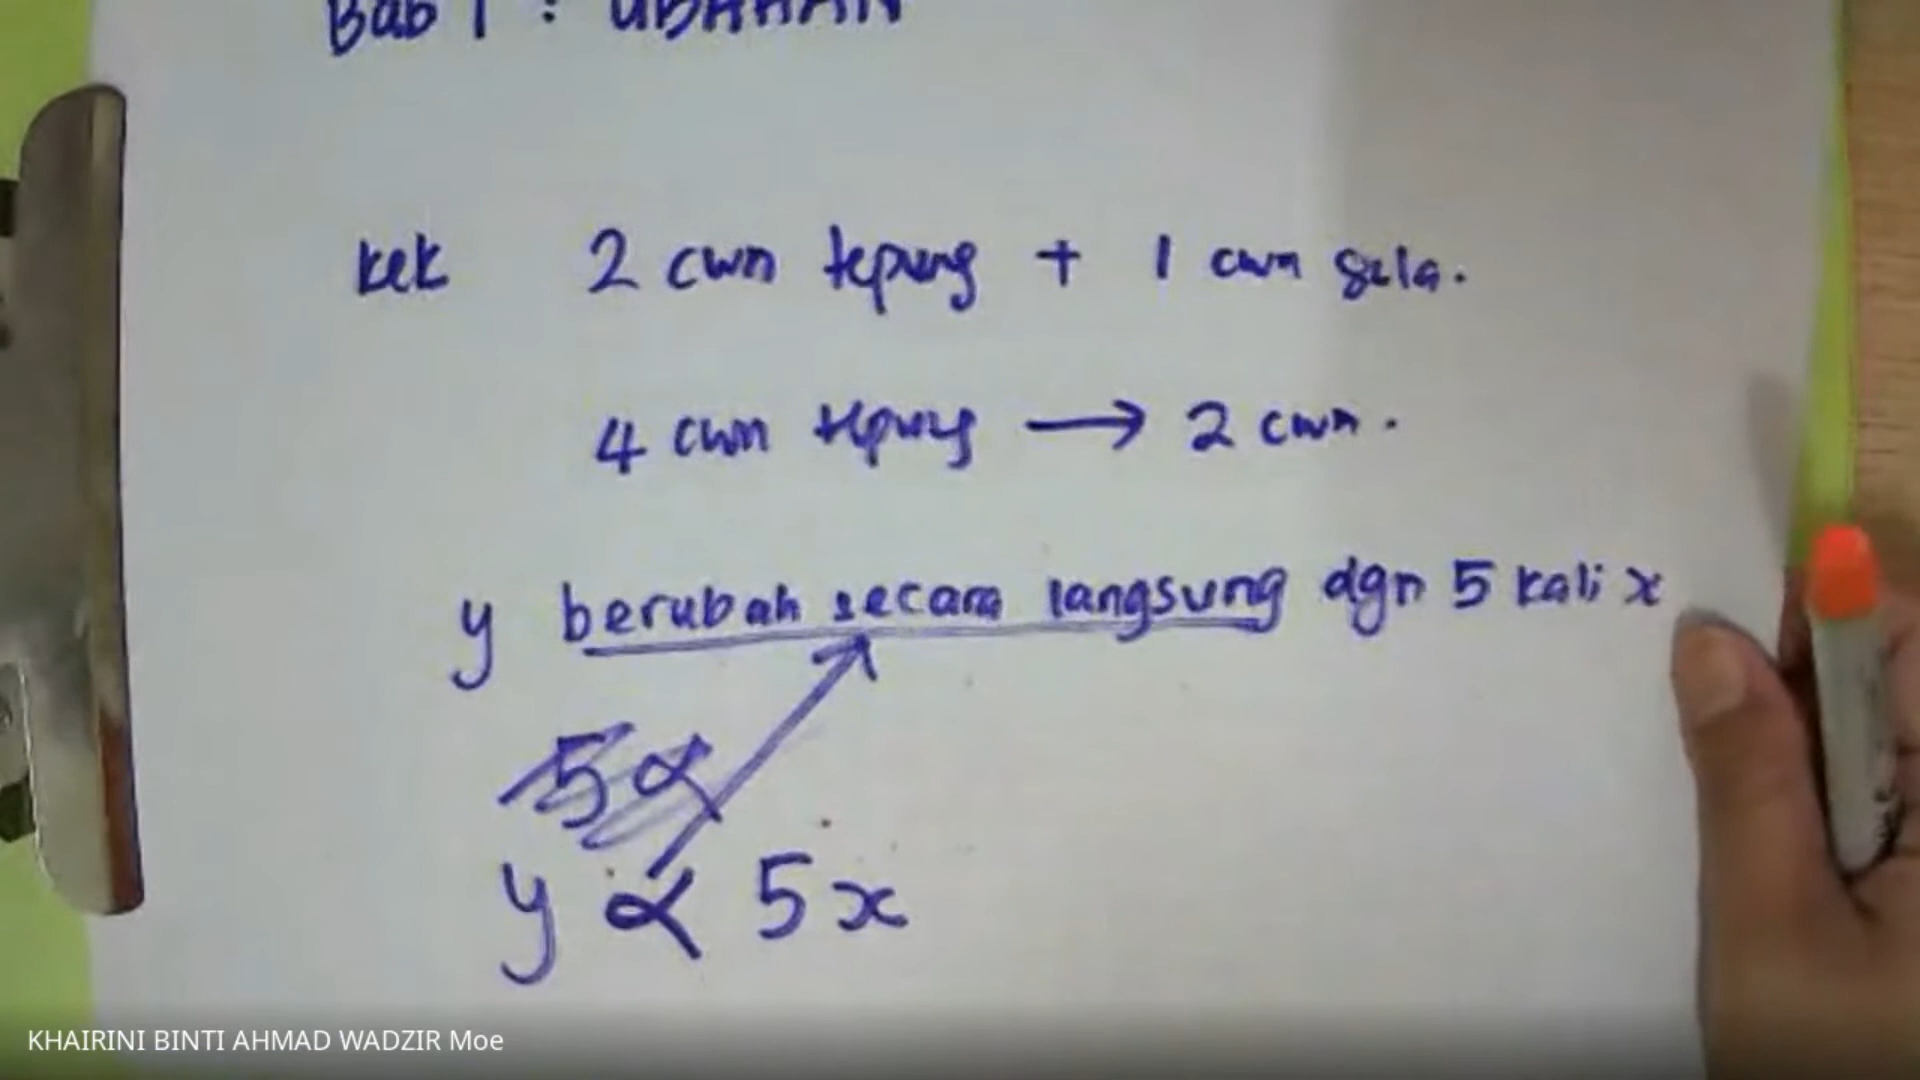 Bab 1 : UBAHAN
kek 2 cwn tepung + 1 cwn gula.
4 cwn tepung → 2 cwn.
y berubah secara langsung dgn 5 kali x
5α
y α 5x
KHAIRINI BINTI AHMAD WADZIR Moe